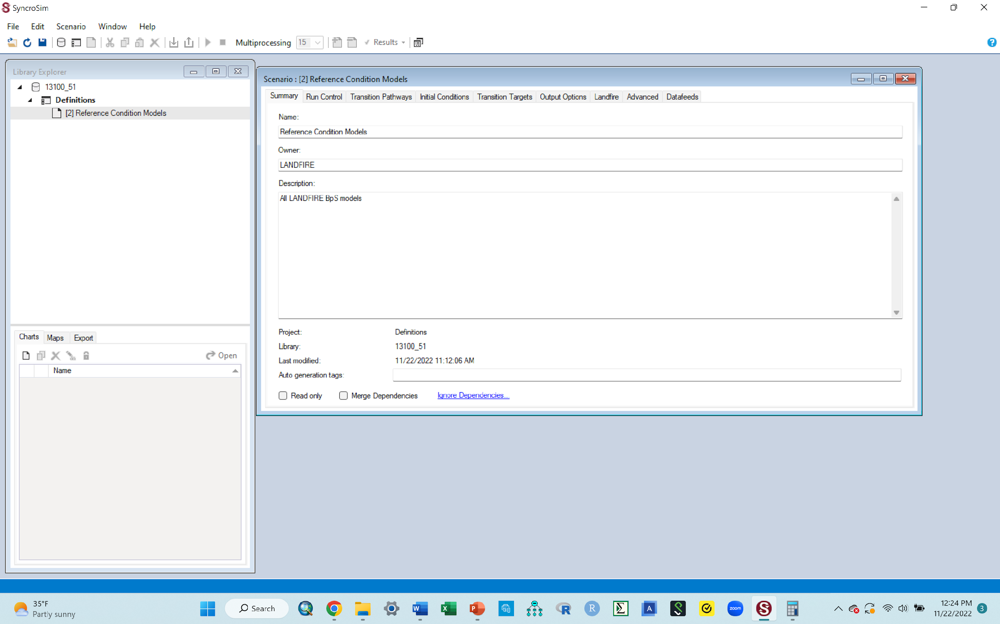 SyncroSim
File Edit Scenario Window Help
Multiprocessing 15 Results
Library Explorer
13100_51
Definitions
[2] Reference Condition Models
Charts Maps Export
Open
Name
Scenario : [2] Reference Condition Models
Summary Run Control Transition Pathways Initial Conditions Transition Targets Output Options Landfire Advanced Datafeeds
Name:
Reference Condition Models
Owner:
LANDFIRE
Description:
All LANDFIRE BpS models
Project: Definitions
Library: 13100_51
Last modified: 11/22/2022 11:12:06 AM
Auto generation tags:
Read only Merge Dependencies Ignore Dependencies...
35°F
Partly sunny
Search
zoom
12:24 PM
11/22/2022
3